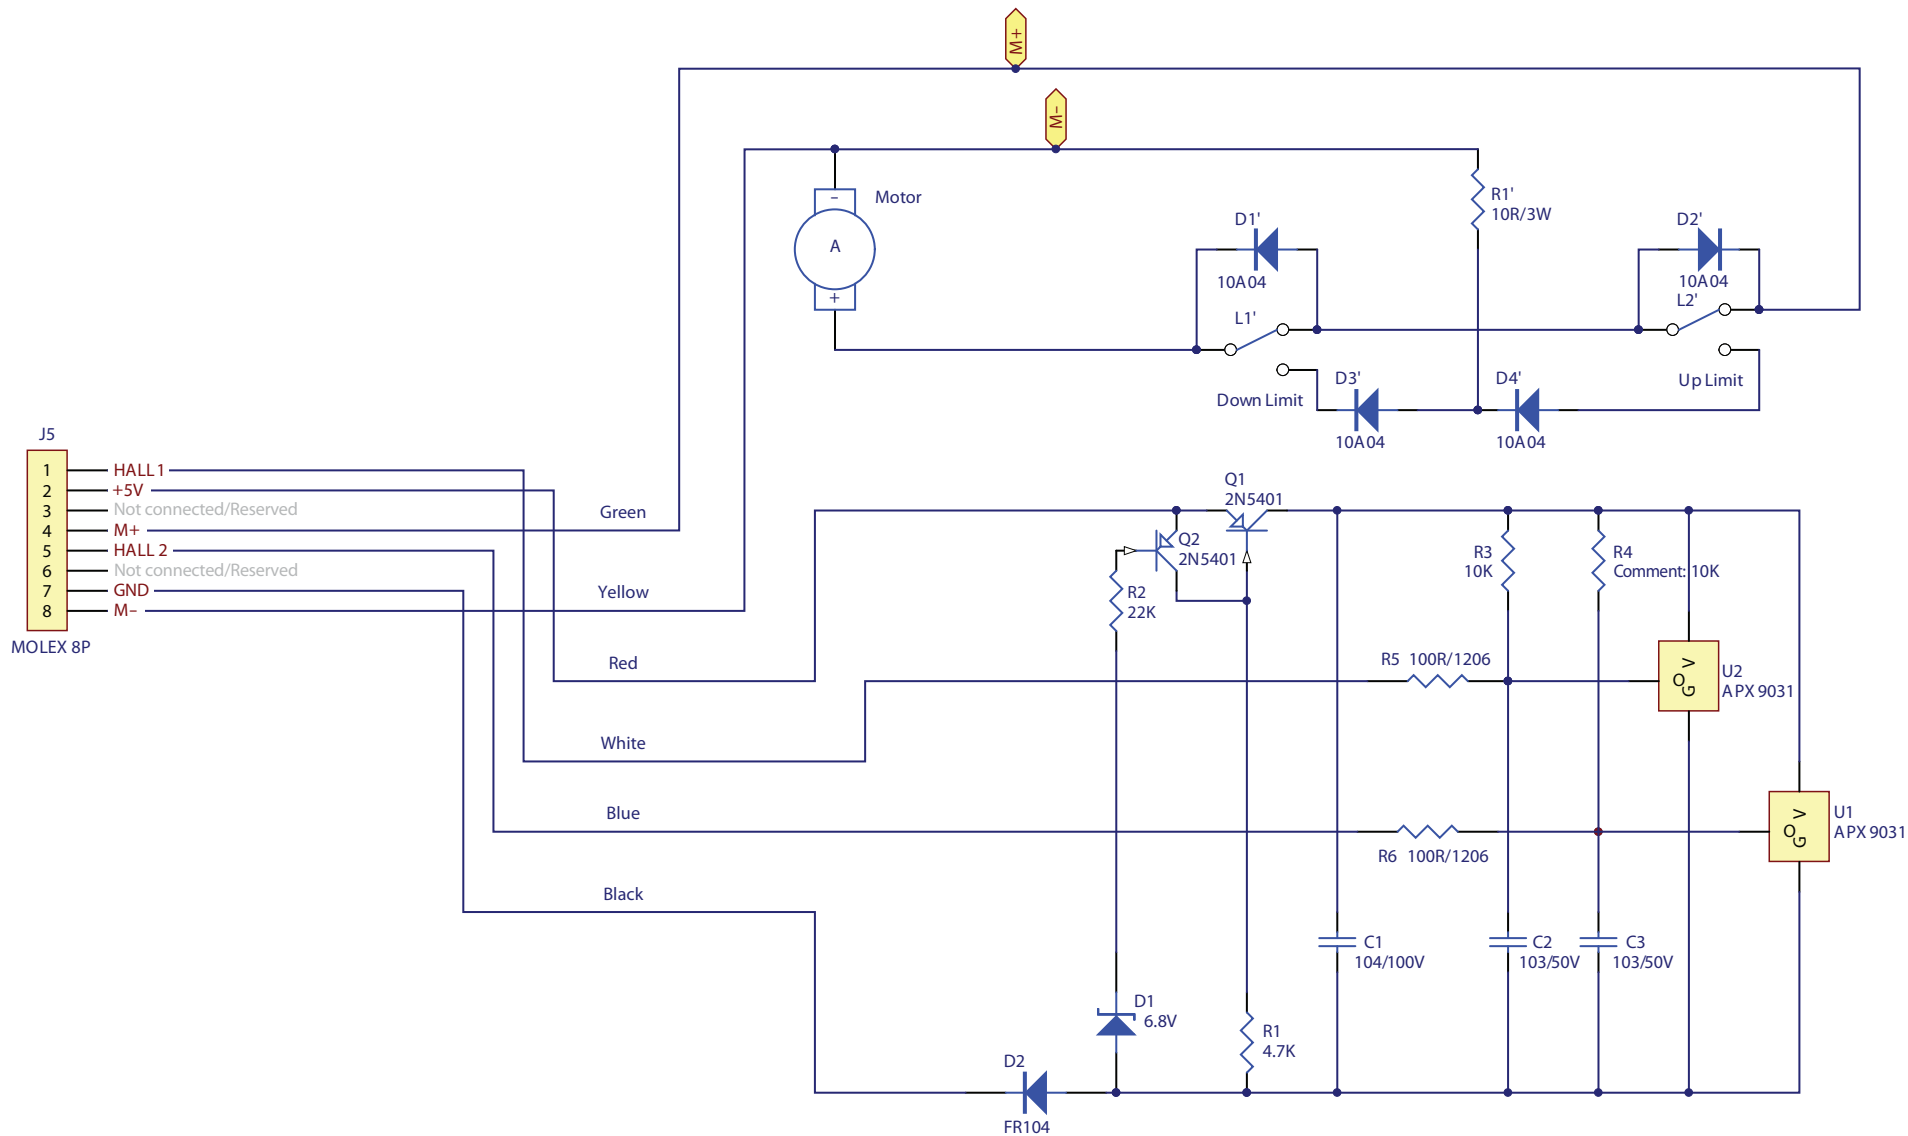 M+
M-
Motor
-
A
+
R1'
10R/3W
D1'
10A04
L1'
D2'
10A04
L2'
Down Limit
Up Limit
D3'
10A04
D4'
10A04
J5
1 HALL 1
2 +5V
3 Not connected/Reserved
4 M+
5 HALL 2
6 Not connected/Reserved
7 GND
8 M-
MOLEX 8P
Green
Yellow
Red
White
Blue
Black
Q1
2N5401
Q2
2N5401
R2
22K
R3
10K
R4
Comment: 10K
R5 100R/1206
V
O
G
U2
APX 9031
R6 100R/1206
V
O
G
U1
APX 9031
C1
104/100V
C2
103/50V
C3
103/50V
D1
6.8V
R1
4.7K
D2
FR104